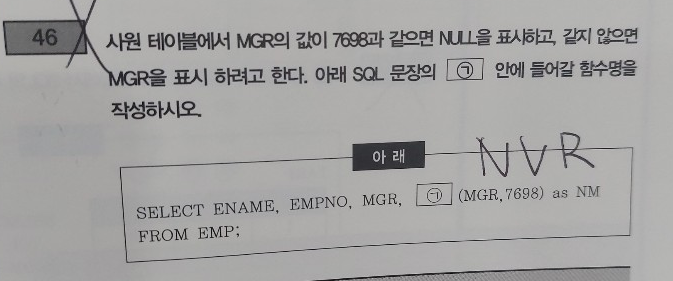 46
사원 테이블에서 MGR의 값이 7698과 같으면 NULL을 표시하고, 같지 않으면
MGR을 표시 하려고 한다. 아래 SQL 문장의 ㉠ 안에 들어갈 함수명을
작성하시오.
아 래
NVR
SELECT ENAME, EMPNO, MGR, ㉠ (MGR,7698) as NM
FROM EMP;